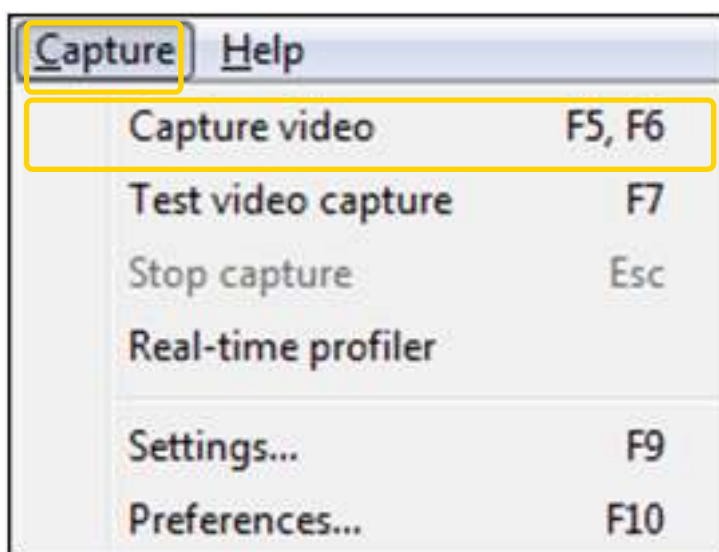 Capture Help
Capture video F5, F6
Test video capture F7
Stop capture Esc
Real-time profiler
Settings... F9
Preferences... F10